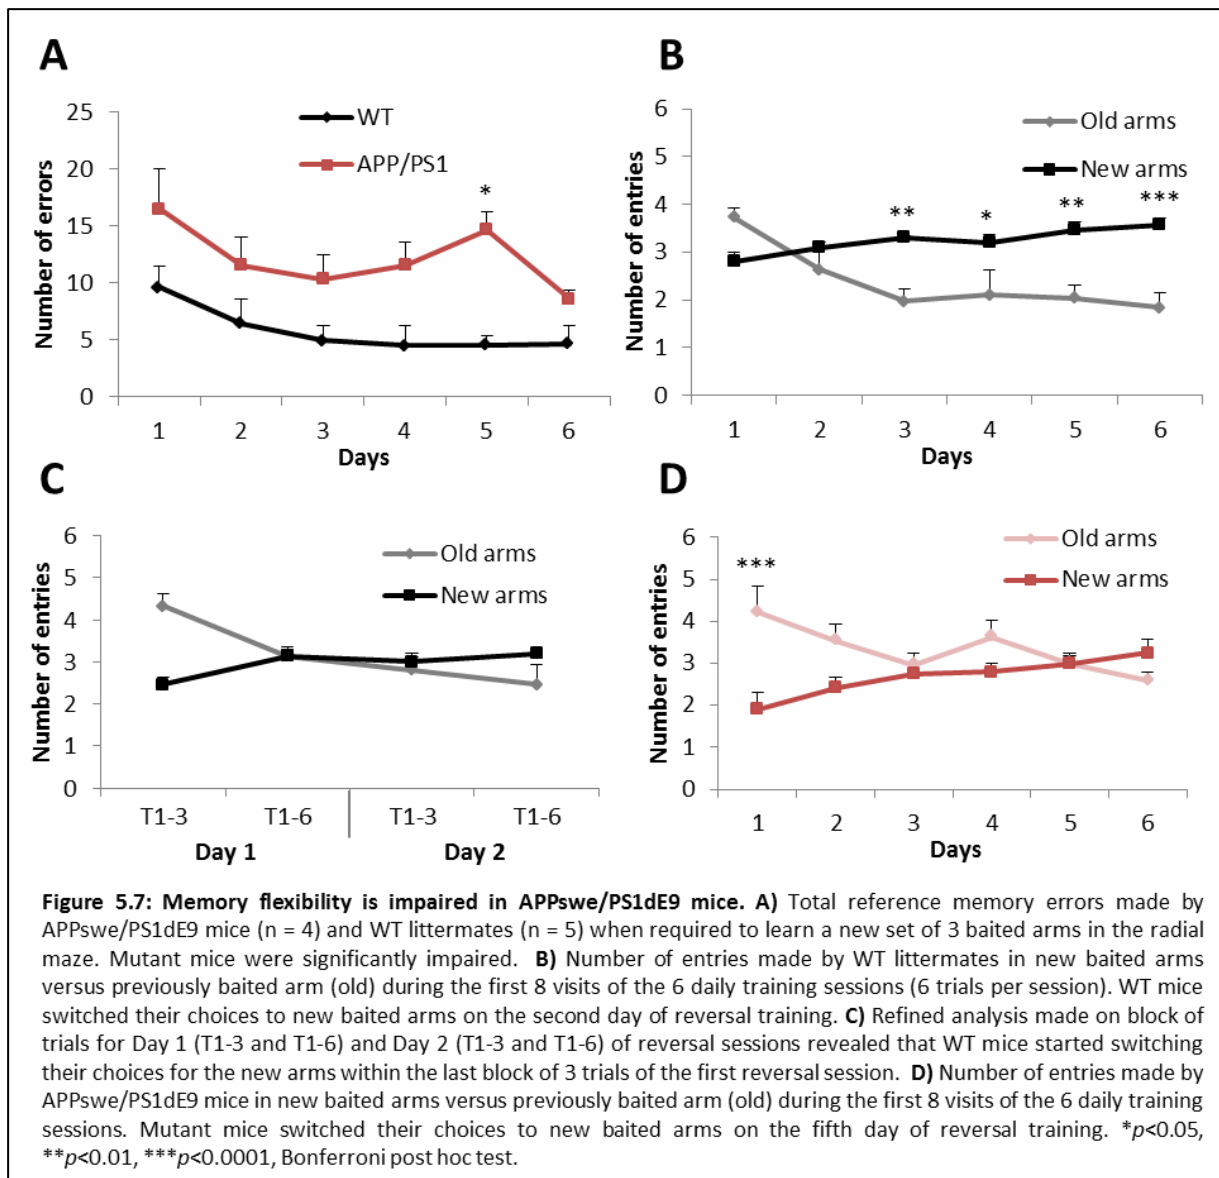 A
25
20
15
10
5
0
Number of errors
WT
APP/PS1
*
1 2 3 4 5 6
Days
B
6
5
4
3
2
1
0
Number of entries
Old arms
New arms
** * ** ***
1 2 3 4 5 6
Days
C
6
5
4
3
2
1
0
Number of entries
Old arms
New arms
T1-3 T1-6 T1-3 T1-6
Day 1 Day 2
D
6
5
4
3
2
1
0
Number of entries
Old arms
New arms
***
1 2 3 4 5 6
Days
Figure 5.7: Memory flexibility is impaired in APPswe/PS1dE9 mice. A) Total reference memory errors made by
APPswe/PS1dE9 mice (n = 4) and WT littermates (n = 5) when required to learn a new set of 3 baited arms in the radial
maze. Mutant mice were significantly impaired. B) Number of entries made by WT littermates in new baited arms
versus previously baited arm (old) during the first 8 visits of the 6 daily training sessions (6 trials per session). WT mice
switched their choices to new baited arms on the second day of reversal training. C) Refined analysis made on block of
trials for Day 1 (T1-3 and T1-6) and Day 2 (T1-3 and T1-6) of reversal sessions revealed that WT mice started switching
their choices for the new arms within the last block of 3 trials of the first reversal session. D) Number of entries made by
APPswe/PS1dE9 mice in new baited arms versus previously baited arm (old) during the first 8 visits of the 6 daily training
sessions. Mutant mice switched their choices to new baited arms on the fifth day of reversal training. *p<0.05,
**p<0.01, ***p<0.0001, Bonferroni post hoc test.